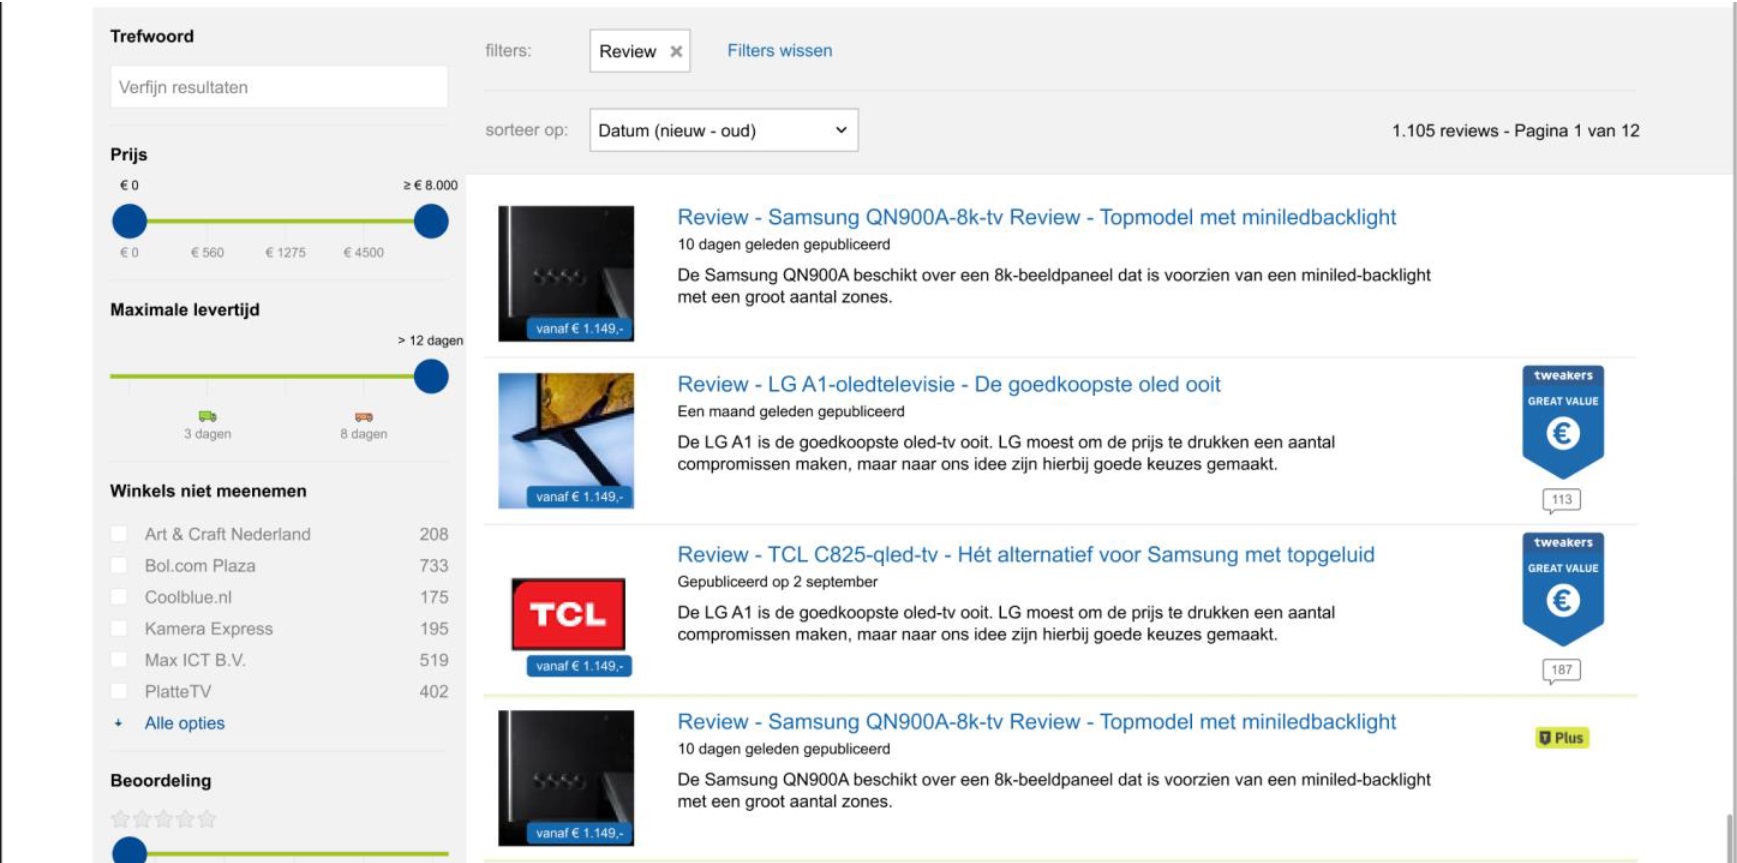 Trefwoord
Verfijn resultaten
Prijs
€ 0
≥ € 8.000
€ 0
€ 560
€ 1275
€ 4500
Maximale levertijd
> 12 dagen
3 dagen
8 dagen
Winkels niet meenemen
Art & Craft Nederland 208
Bol.com Plaza 733
Coolblue.nl 175
Kamera Express 195
Max ICT B.V. 519
PlatteTV 402
Alle opties
Beoordeling
filters:
Review
Filters wissen
sorteer op:
Datum (nieuw - oud)
1.105 reviews - Pagina 1 van 12
Review - Samsung QN900A-8k-tv Review - Topmodel met miniledbacklight
10 dagen geleden gepubliceerd
De Samsung QN900A beschikt over een 8k-beeldpaneel dat is voorzien van een miniled-backlight
met een groot aantal zones.
vanaf € 1.149,-
Review - LG A1-oledtelevisie - De goedkoopste oled ooit
Een maand geleden gepubliceerd
De LG A1 is de goedkoopste oled-tv ooit. LG moest om de prijs te drukken een aantal
compromissen maken, maar naar ons idee zijn hierbij goede keuzes gemaakt.
vanaf € 1.149,-
tweakers
GREAT VALUE
€
113
Review - TCL C825-qled-tv - Hét alternatief voor Samsung met topgeluid
Gepubliceerd op 2 september
De LG A1 is de goedkoopste oled-tv ooit. LG moest om de prijs te drukken een aantal
compromissen maken, maar naar ons idee zijn hierbij goede keuzes gemaakt.
TCL
vanaf € 1.149,-
tweakers
GREAT VALUE
€
187
Review - Samsung QN900A-8k-tv Review - Topmodel met miniledbacklight
10 dagen geleden gepubliceerd
De Samsung QN900A beschikt over een 8k-beeldpaneel dat is voorzien van een miniled-backlight
met een groot aantal zones.
vanaf € 1.149,-
Plus